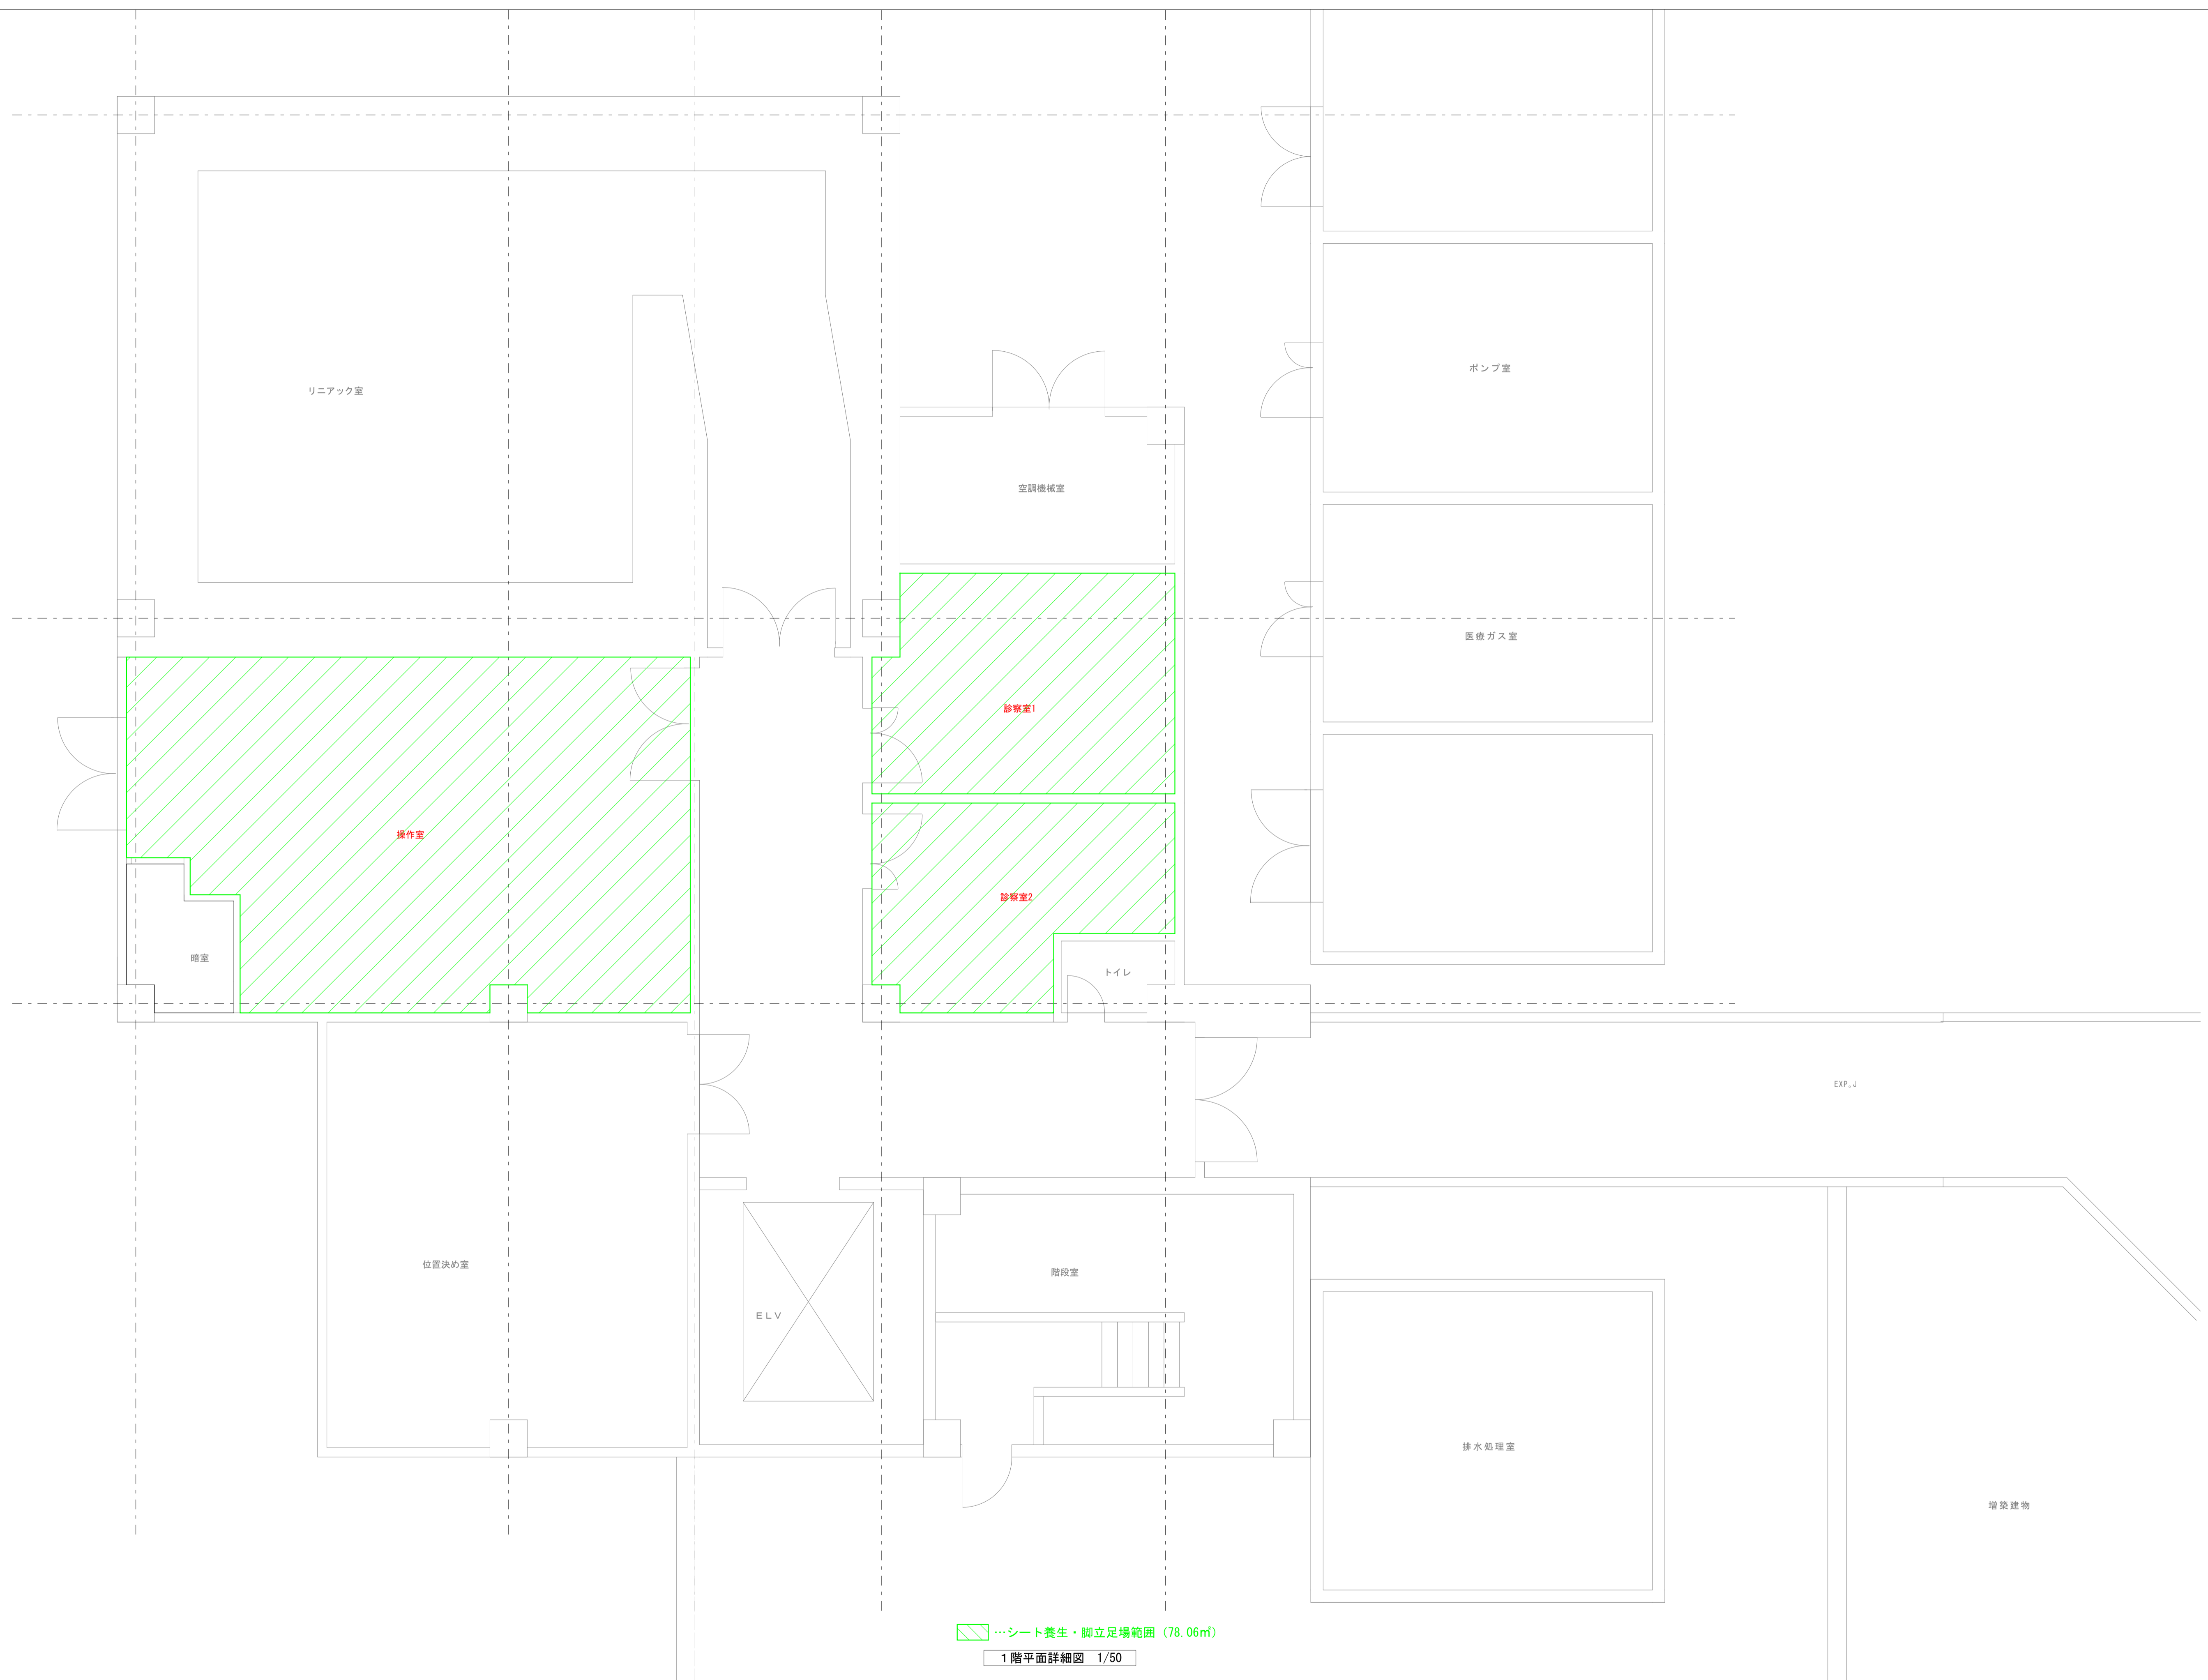 リニアック室
ポンプ室
空調機械室
医療ガス室
診察室1
操作室
診察室2
暗室
トイレ
EXP.J
位置決め室
階段室
ELV
排水処理室
増築建物
…シート養生・脚立足場範囲 (78.06㎡)
1階平面詳細図　1/50